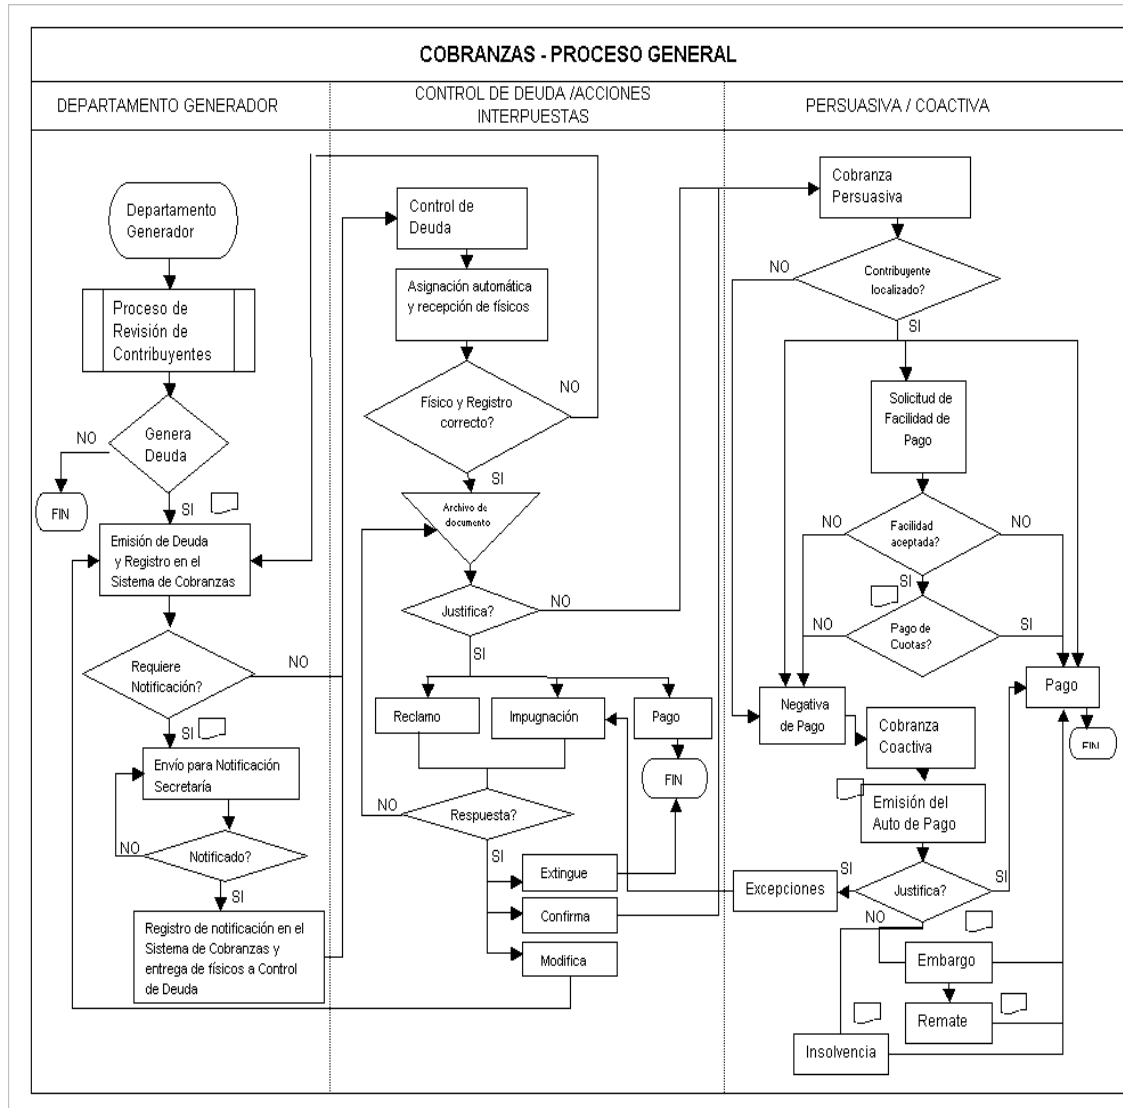 COBRANZAS - PROCESO GENERAL
DEPARTAMENTO GENERADOR
CONTROL DE DEUDA /ACCIONES
INTERPUESTAS
PERSUASIVA / COACTIVA
Departamento
Generador
Proceso de
Revisión de
Contribuyentes
Genera
Deuda
NO
FIN
SI
Emisión de Deuda
y Registro en el
Sistema de Cobranzas
Requiere
Notificación?
NO
SI
Envío para Notificación
Secretaría
Notificado?
NO
SI
Registro de notificación en el
Sistema de Cobranzas y
entrega de físicos a Control
de Deuda
Control de
Deuda
Asignación automática
y recepción de físicos
Físico y Registro
correcto?
NO
SI
Archivo de
documento
Justifica?
NO
SI
Reclamo
Impugnación
Pago
FIN
Respuesta?
NO
SI
Extingue
Confirma
Modifica
Cobranza
Persuasiva
Contribuyente
localizado?
NO
SI
Solicitud de
Facilidad de
Pago
Facilidad
aceptada?
NO
NO
SI
Pago de
Cuotas?
NO
SI
Negativa
de Pago
Pago
FIN
Cobranza
Coactiva
Emisión del
Auto de Pago
Justifica?
SI
SI
NO
Excepciones
Embargo
Remate
Insolvencia